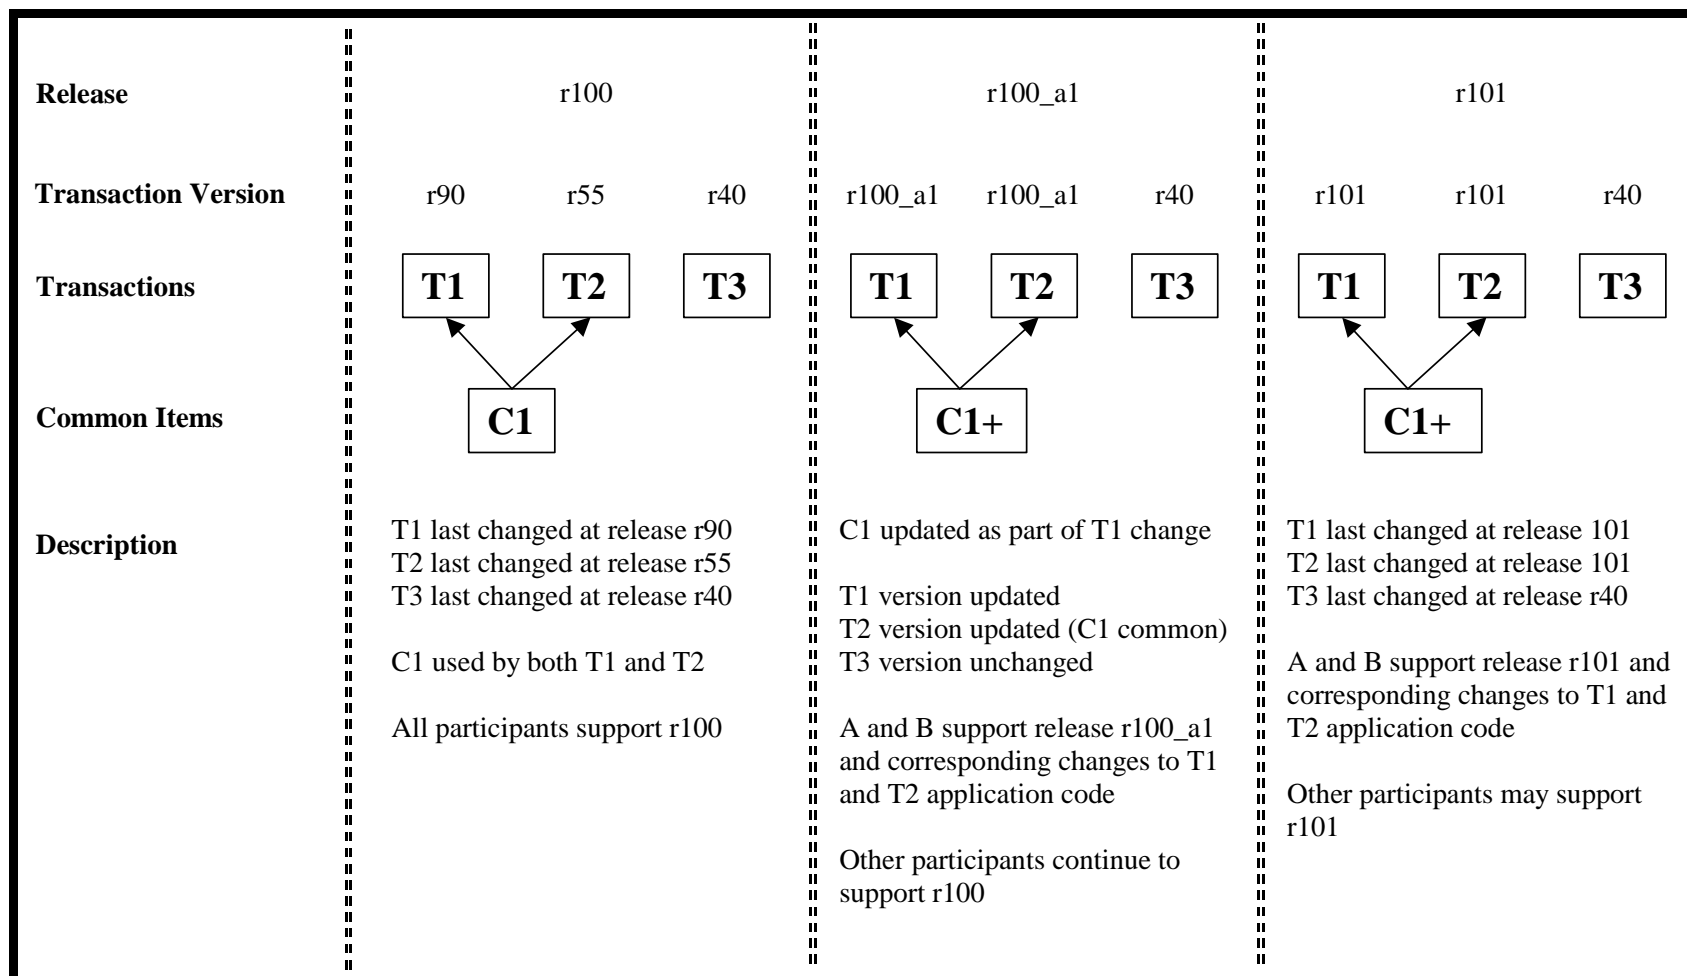 Release
r100
r100_a1
r101
Transaction Version
r90 r55 r40
r100_a1 r100_a1 r40
r101 r101 r40
Transactions
T1 T2 T3
T1 T2 T3
T1 T2 T3
Common Items
C1
C1+
C1+
Description
T1 last changed at release r90
T2 last changed at release r55
T3 last changed at release r40
C1 used by both T1 and T2
All participants support r100
C1 updated as part of T1 change
T1 version updated
T2 version updated (C1 common)
T3 version unchanged
A and B support release r100_a1
and corresponding changes to T1
and T2 application code
Other participants continue to
support r100
T1 last changed at release 101
T2 last changed at release 101
T3 last changed at release r40
A and B support release r101 and
corresponding changes to T1 and
T2 application code
Other participants may support
r101